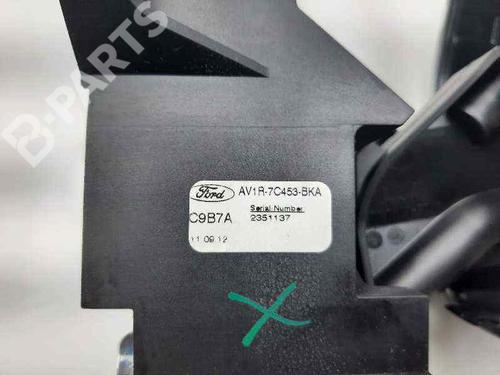 B-PARTS
Ford AV1R-7C453-BKA
Serial Number
C9B7A 2351137
11.09.12